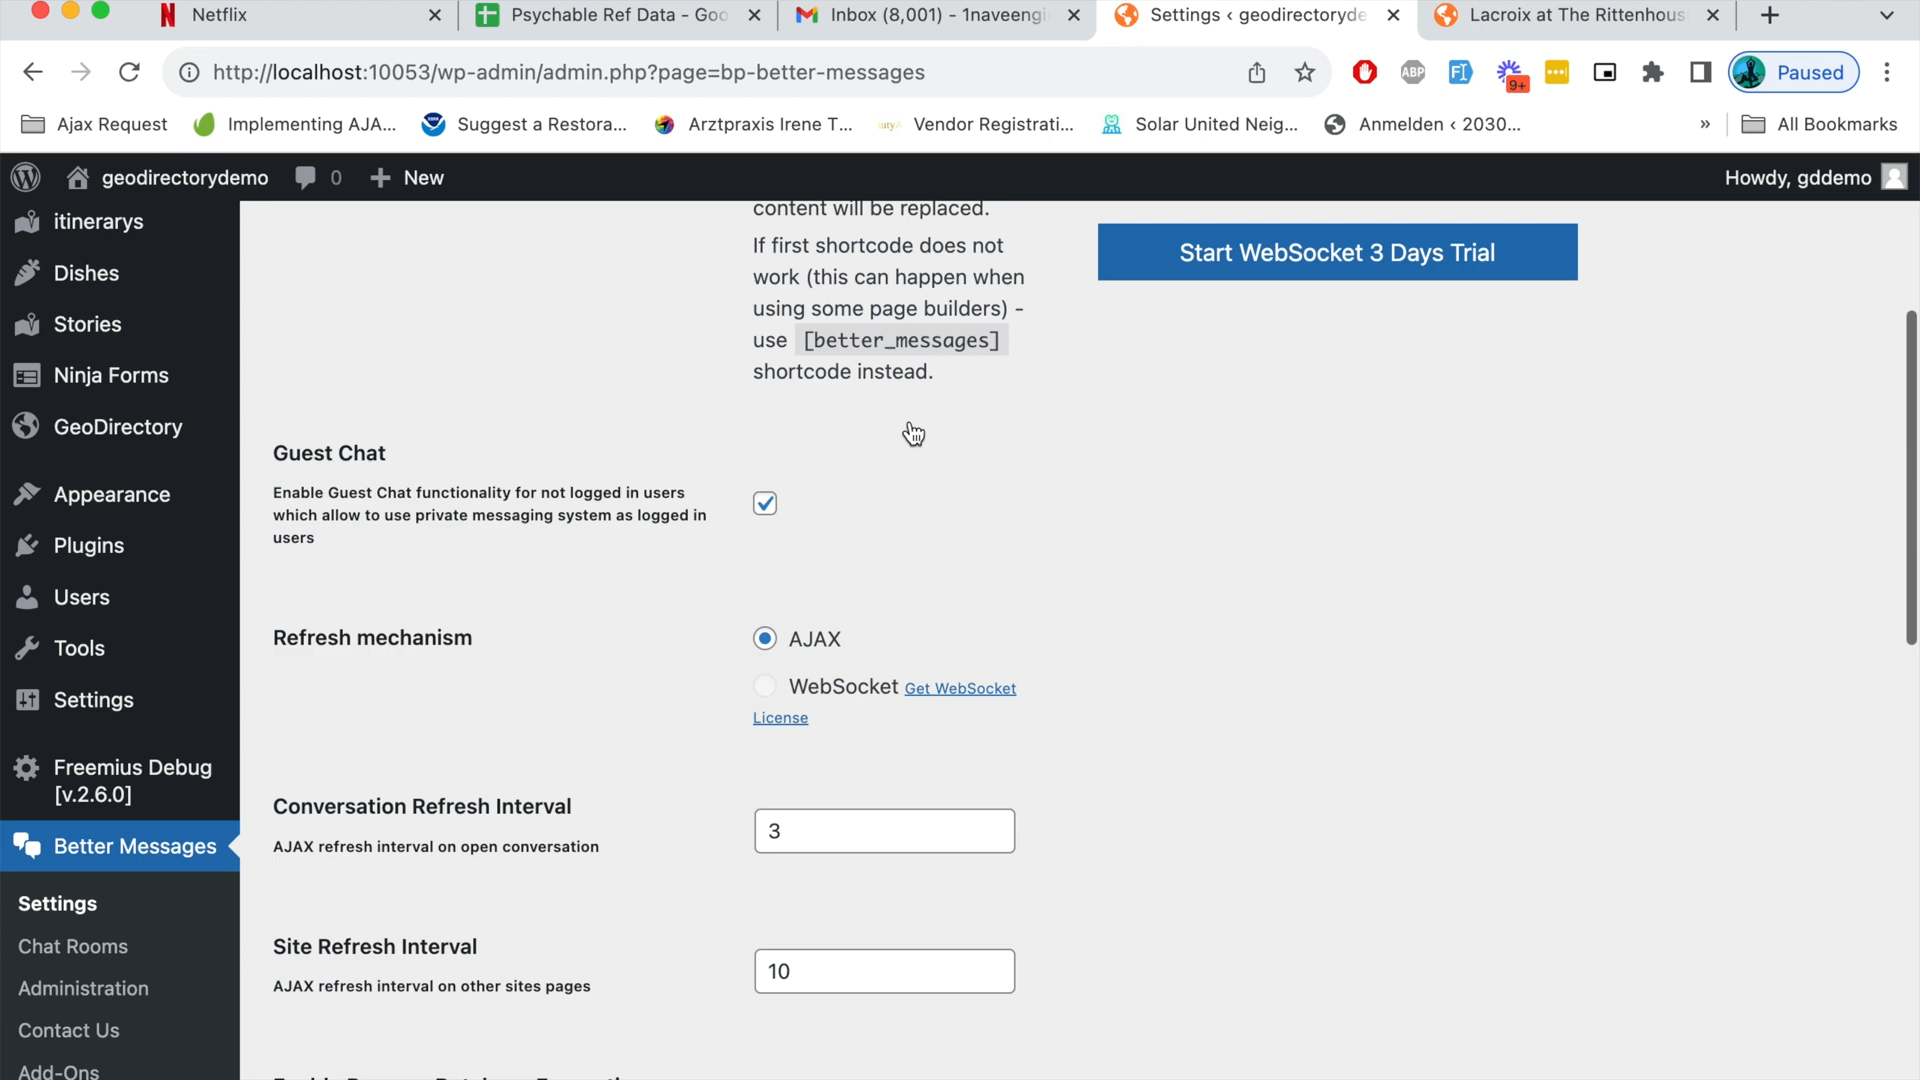 Netflix
Psychable Ref Data - Goo
Inbox (8,001) - 1naveengi
Settings ‹ geodirectoryde
Lacroix at The Rittenhous
http://localhost:10053/wp-admin/admin.php?page=bp-better-messages
ABP
9+
Paused
Ajax Request
Implementing AJA...
Suggest a Restora...
Arztpraxis Irene T...
Vendor Registrati...
Solar United Neig...
Anmelden ‹ 2030...
»
All Bookmarks
geodirectorydemo
0
New
Howdy, gddemo
itinerarys
Dishes
Stories
Ninja Forms
GeoDirectory
Appearance
Plugins
Users
Tools
Settings
Freemius Debug
[v.2.6.0]
Better Messages
Settings
Chat Rooms
Administration
Contact Us
Add-Ons
content will be replaced.
If first shortcode does not
work (this can happen when
using some page builders) -
use [better_messages]
shortcode instead.
Start WebSocket 3 Days Trial
Guest Chat
Enable Guest Chat functionality for not logged in users
which allow to use private messaging system as logged in
users
Refresh mechanism
AJAX
WebSocket Get WebSocket
License
Conversation Refresh Interval
AJAX refresh interval on open conversation
3
Site Refresh Interval
AJAX refresh interval on other sites pages
10